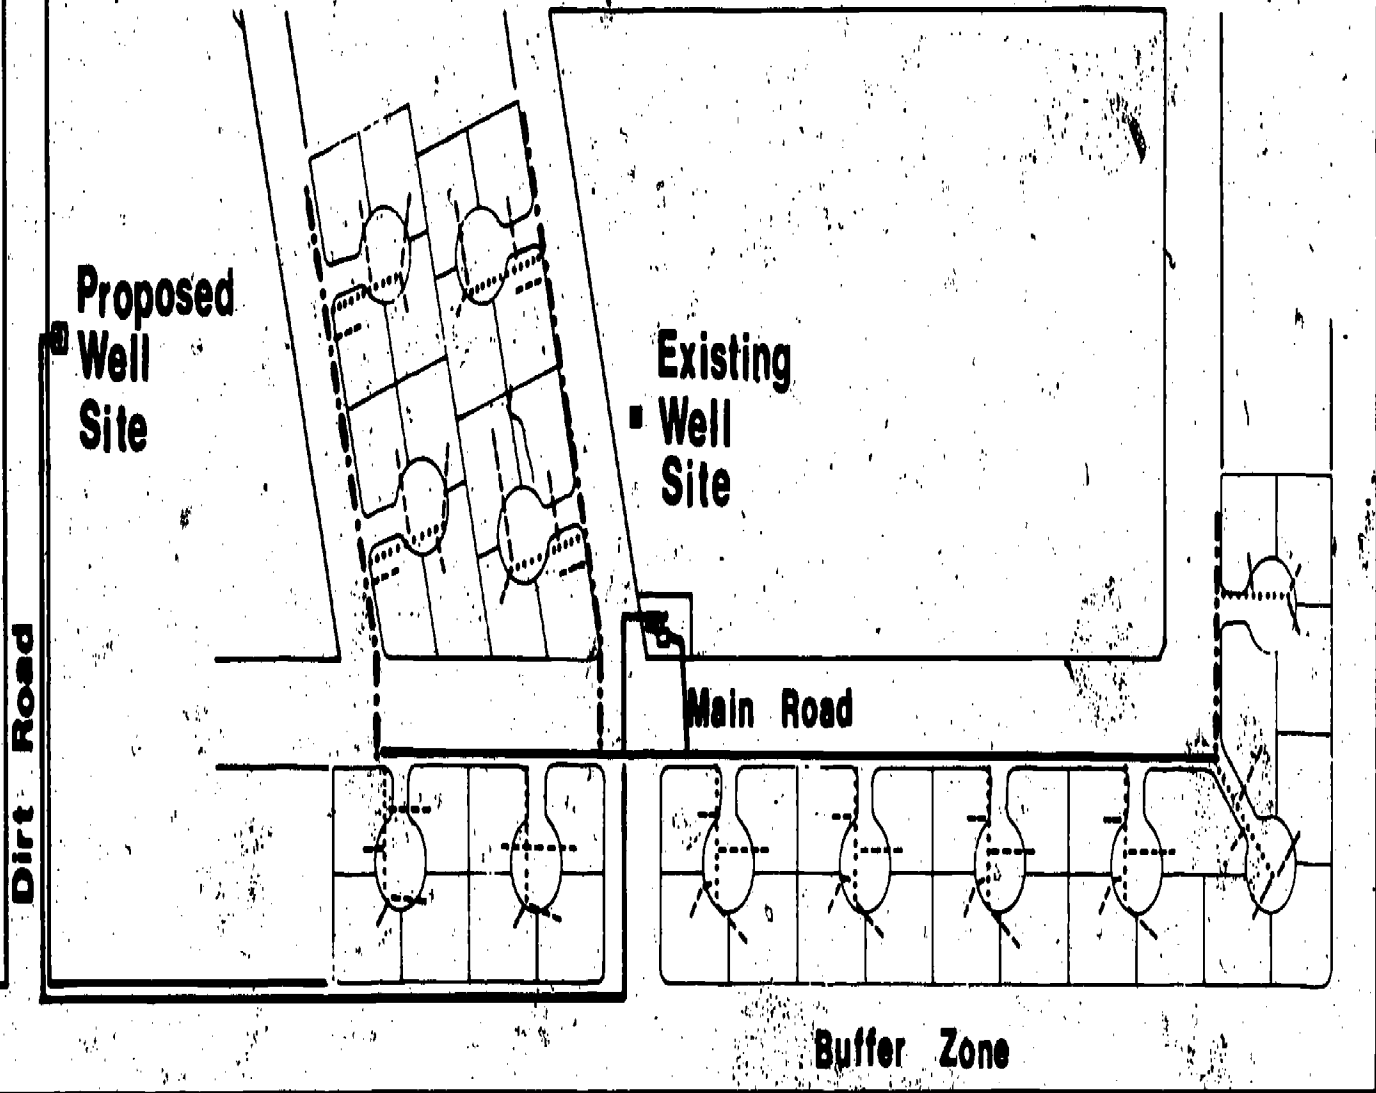 Proposed
Well
Site
Existing
Well
Site
Main Road
Dirt Road
Buffer Zone